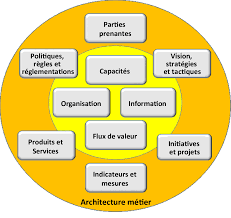 Parties
prenantes
Politiques,
règles et
réglementations
Vision,
stratégies
et tactiques
Capacités
Organisation
Information
Flux de valeur
Produits et
Services
Initiatives
et projets
Indicateurs et
mesures
Architecture métier